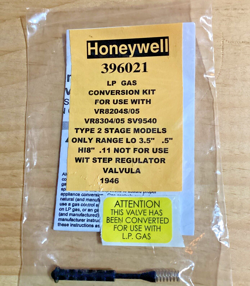 Honeywell
396021
LP GAS
CONVERSION KIT
FOR USE WITH
VR8204S/05
VR8304/05 SV9540
TYPE 2 STAGE MODELS
ONLY RANGE LO 3.5" .5"
HI8" .11 NOT FOR USE
WIT STEP REGULATOR
VALVULA
1946
ATTENTION
THIS VALVE HAS
BEEN CONVERTED
FOR USE WITH
L.P. GAS